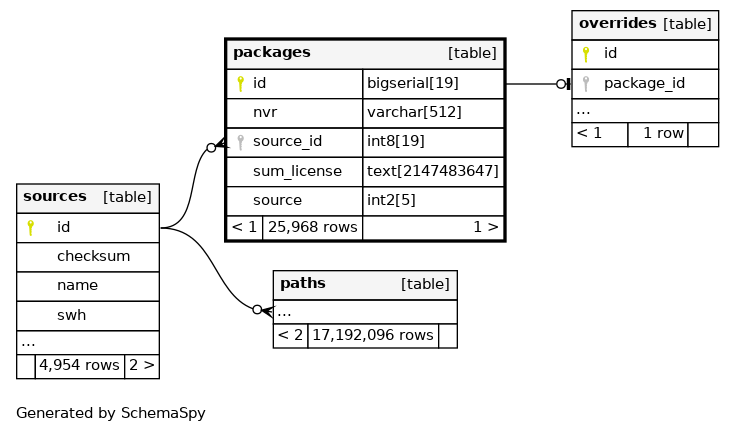 overrides [table]
id
package_id
...
< 1 1 row
packages [table]
id bigserial[19]
nvr varchar[512]
source_id int8[19]
sum_license text[2147483647]
source int2[5]
< 1 25,968 rows 1 >
sources [table]
id
checksum
name
swh
...
4,954 rows 2 >
paths [table]
...
< 2 17,192,096 rows
Generated by SchemaSpy